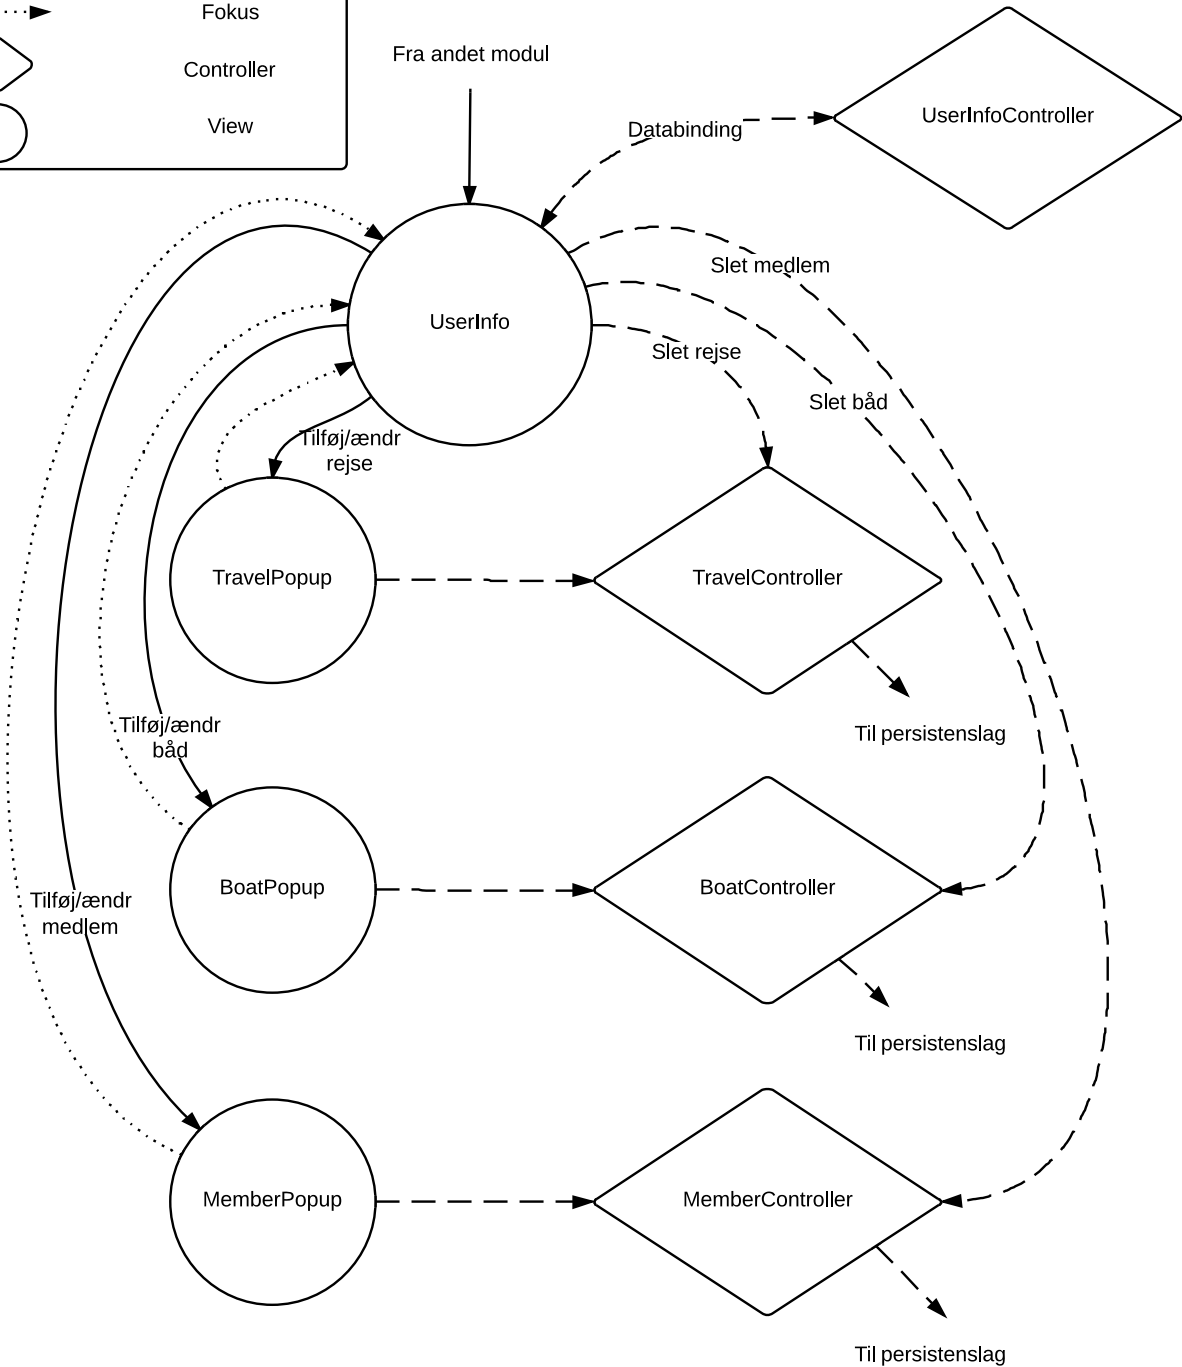 Fokus
Controller
View
Fra andet modul
Databinding
UserInfoController
Slet medlem
UserInfo
Slet rejse
Slet båd
Tilføj/ændr
rejse
TravelPopup
TravelController
Til persistenslag
Tilføj/ændr
båd
BoatPopup
BoatController
Tilføj/ændr
medlem
Til persistenslag
MemberPopup
MemberController
Til persistenslag